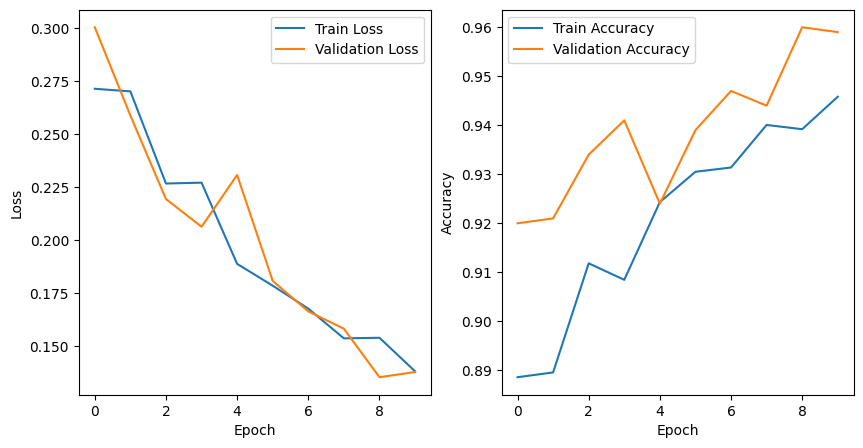 Train Loss
Validation Loss
0.300
0.275
0.250
0.225
0.200
0.175
0.150
Loss
0 2 4 6 8
Epoch
Train Accuracy
Validation Accuracy
0.96
0.95
0.94
0.93
0.92
0.91
0.90
0.89
Accuracy
0 2 4 6 8
Epoch